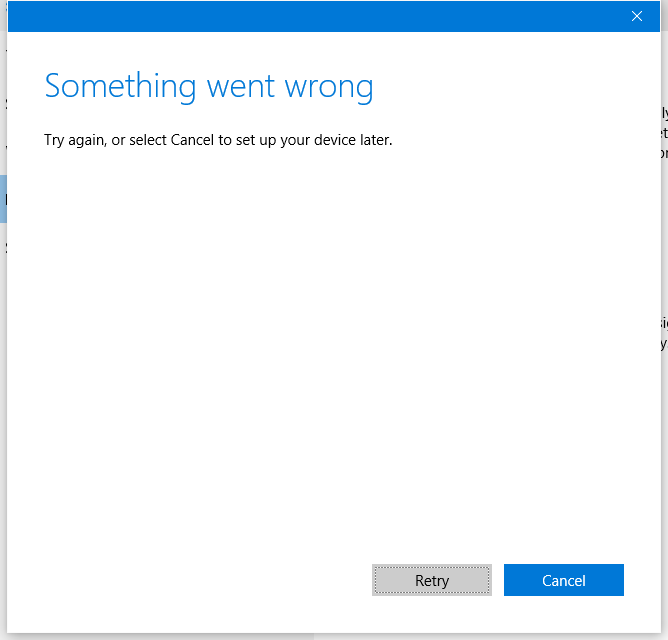 Something went wrong
Try again, or select Cancel to set up your device later.
Retry
Cancel